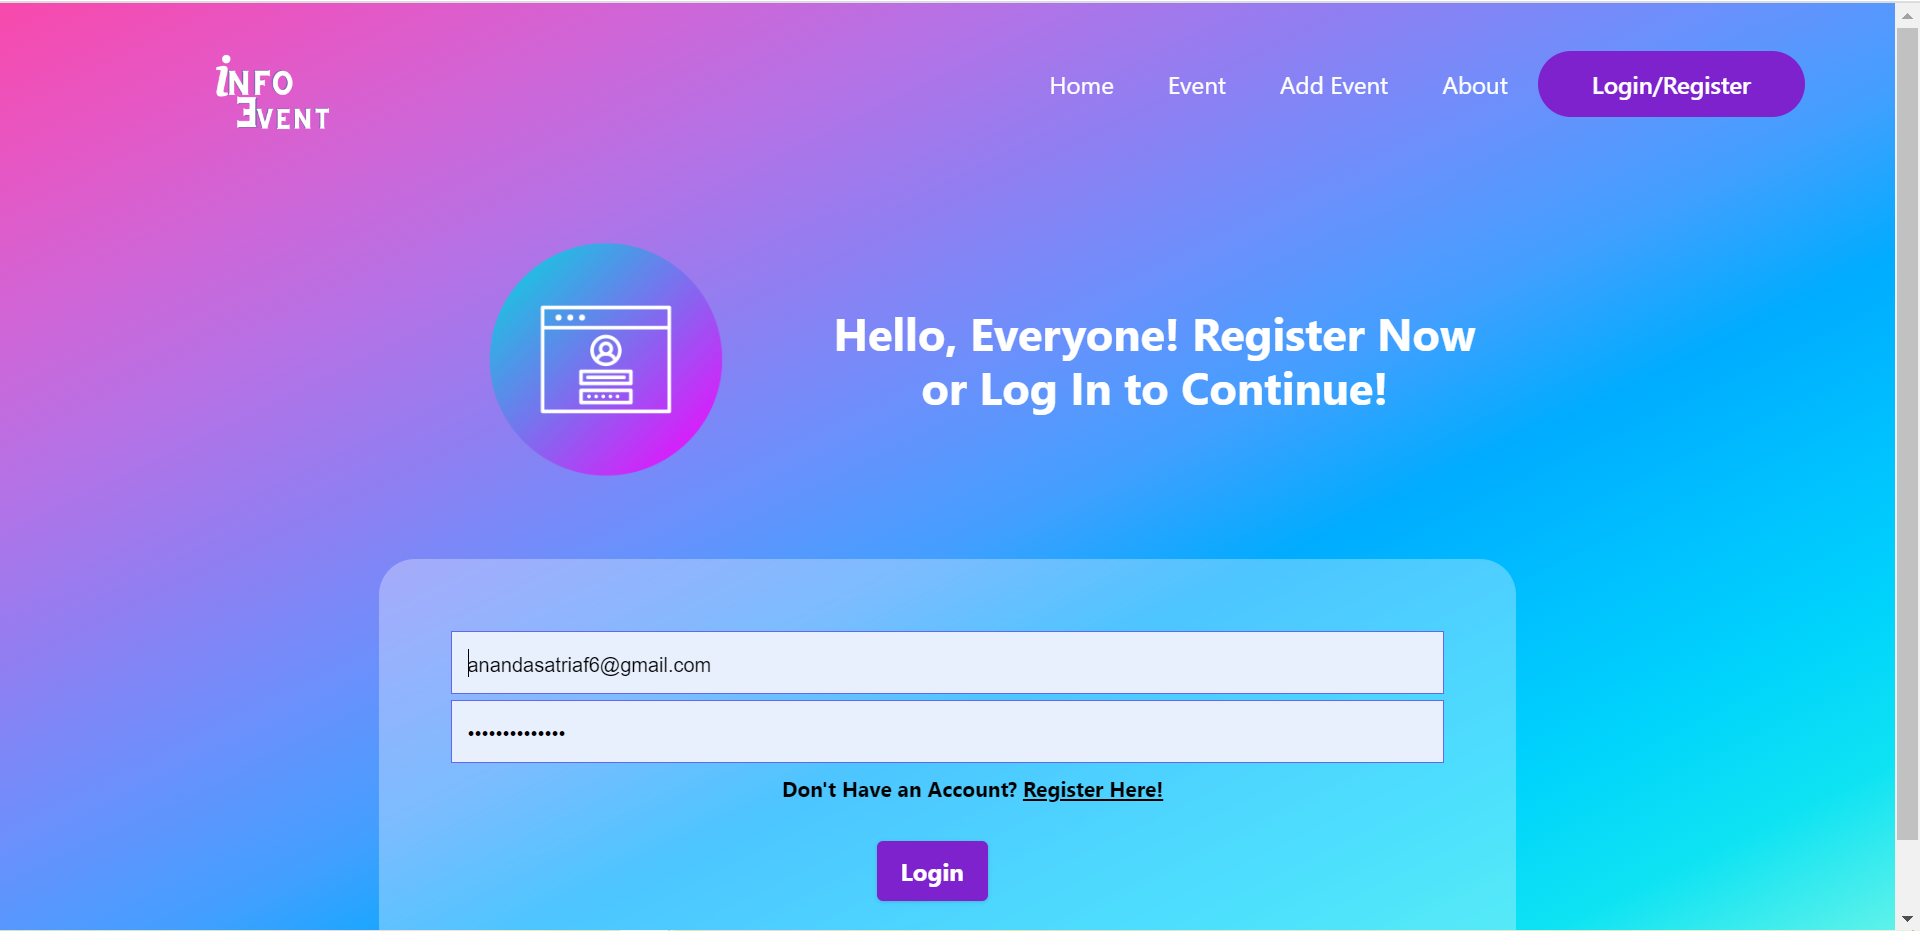 iNFO
EVENT
Home
Event
Add Event
About
Login/Register
Hello, Everyone! Register Now
or Log In to Continue!
anandasatriaf6@gmail.com
••••••••••••••
Don't Have an Account? Register Here!
Login